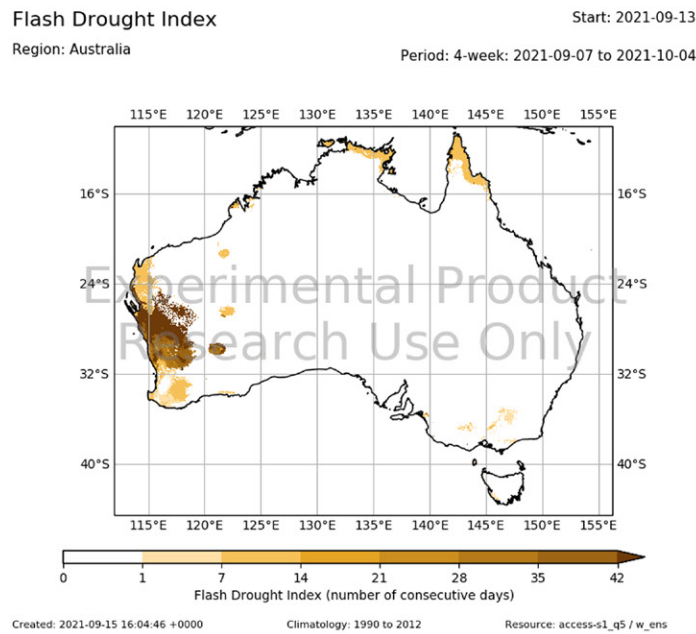 Flash Drought Index
Start: 2021-09-13
Region: Australia
Period: 4-week: 2021-09-07 to 2021-10-04
115°E 120°E 125°E 130°E 135°E 140°E 145°E 150°E 155°E
16°S 16°S
24°S 24°S
Experimental Product
Research Use Only
32°S 32°S
40°S 40°S
115°E 120°E 125°E 130°E 135°E 140°E 145°E 150°E 155°E
0 1 7 14 21 28 35 42
Flash Drought Index (number of consecutive days)
Created: 2021-09-15 16:04:46 +0000 Climatology: 1990 to 2012 Resource: access-s1_q5 / w_ens